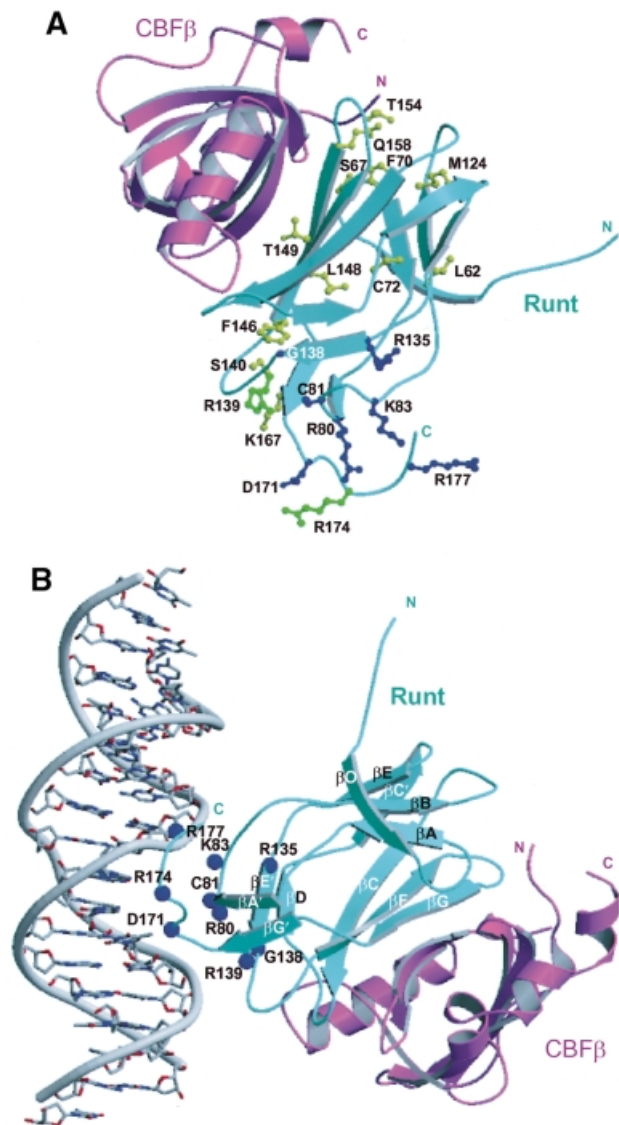 A
CBFβ
C
N
T154
Q158
S67 F70
M124
N
T149
L148
C72
L62
Runt
F146
G138
R135
S140
C81
R139
K83
R80
C
K167
D171
R177
R174
B
N
Runt
βO
βE
βC'
βB
C
R177
βA
N
K83
R135
C
R174
C81
βE'
βC
βA'
βD
βF
βG
D171
R80
βG'
G138
R139
CBFβ